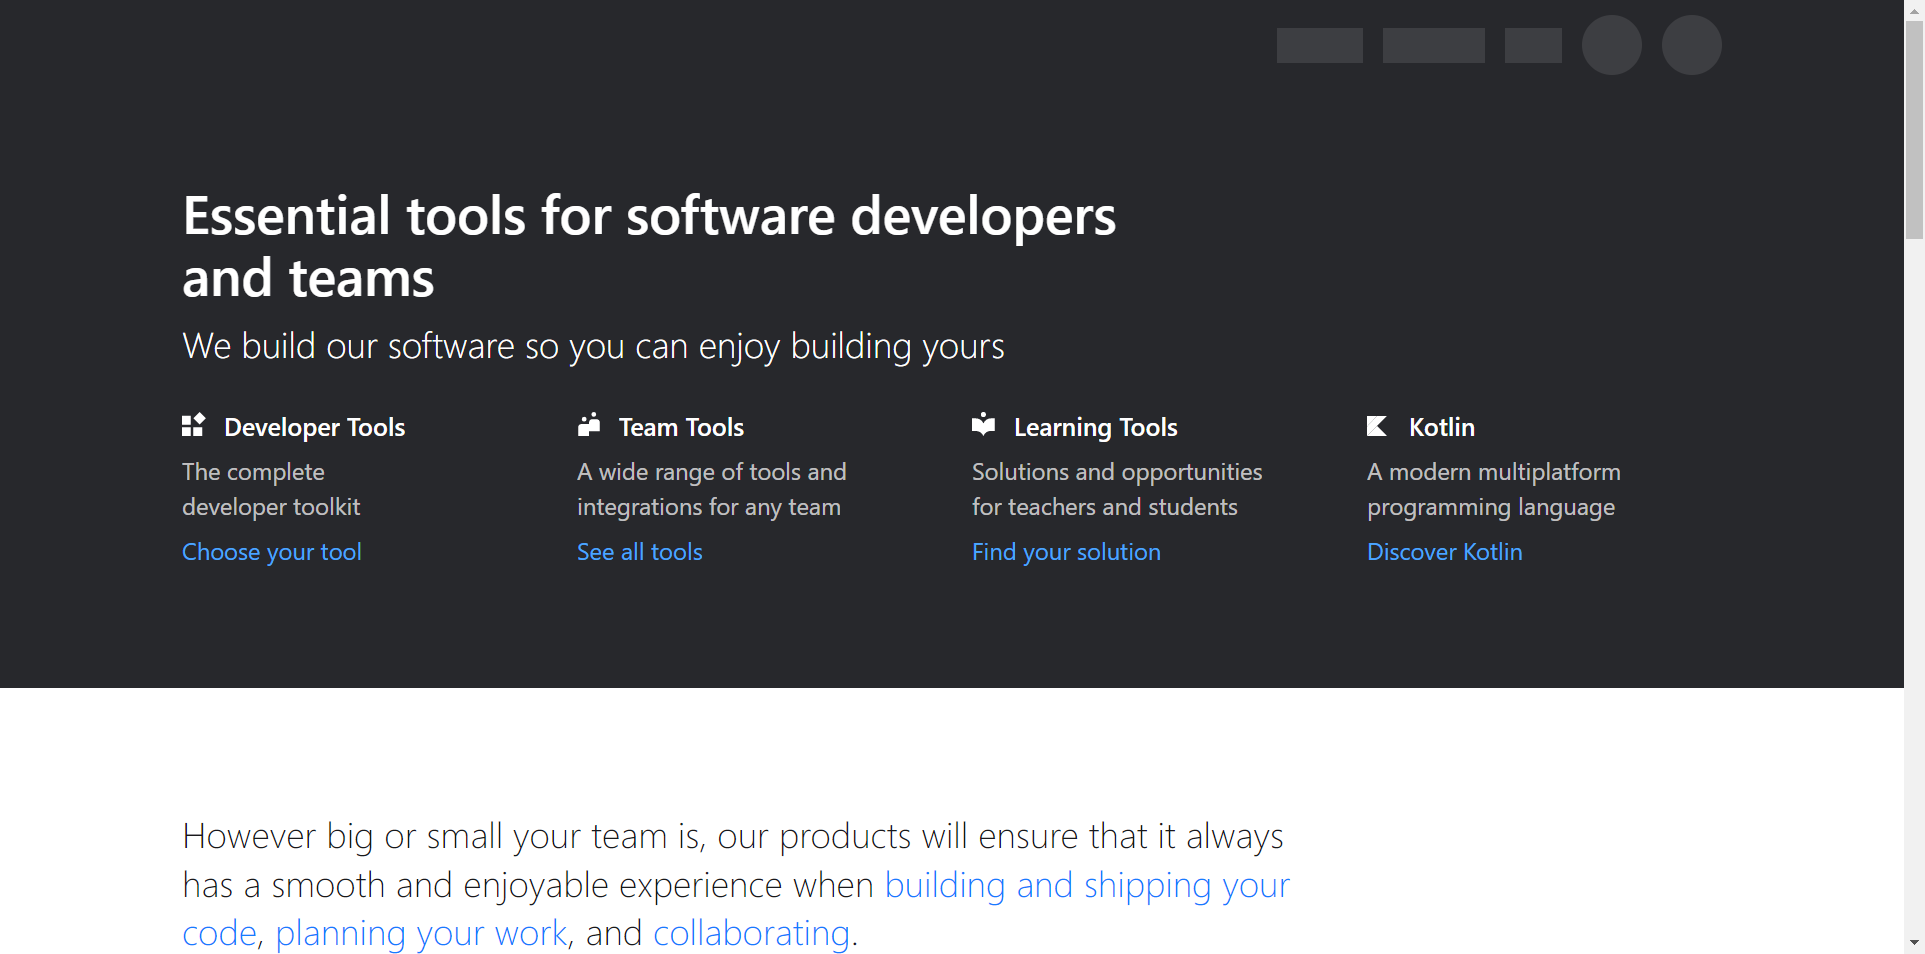 Essential tools for software developers
and teams
We build our software so you can enjoy building yours
Developer Tools
The complete
developer toolkit
Choose your tool
Team Tools
A wide range of tools and
integrations for any team
See all tools
Learning Tools
Solutions and opportunities
for teachers and students
Find your solution
Kotlin
A modern multiplatform
programming language
Discover Kotlin
However big or small your team is, our products will ensure that it always
has a smooth and enjoyable experience when building and shipping your
code, planning your work, and collaborating.